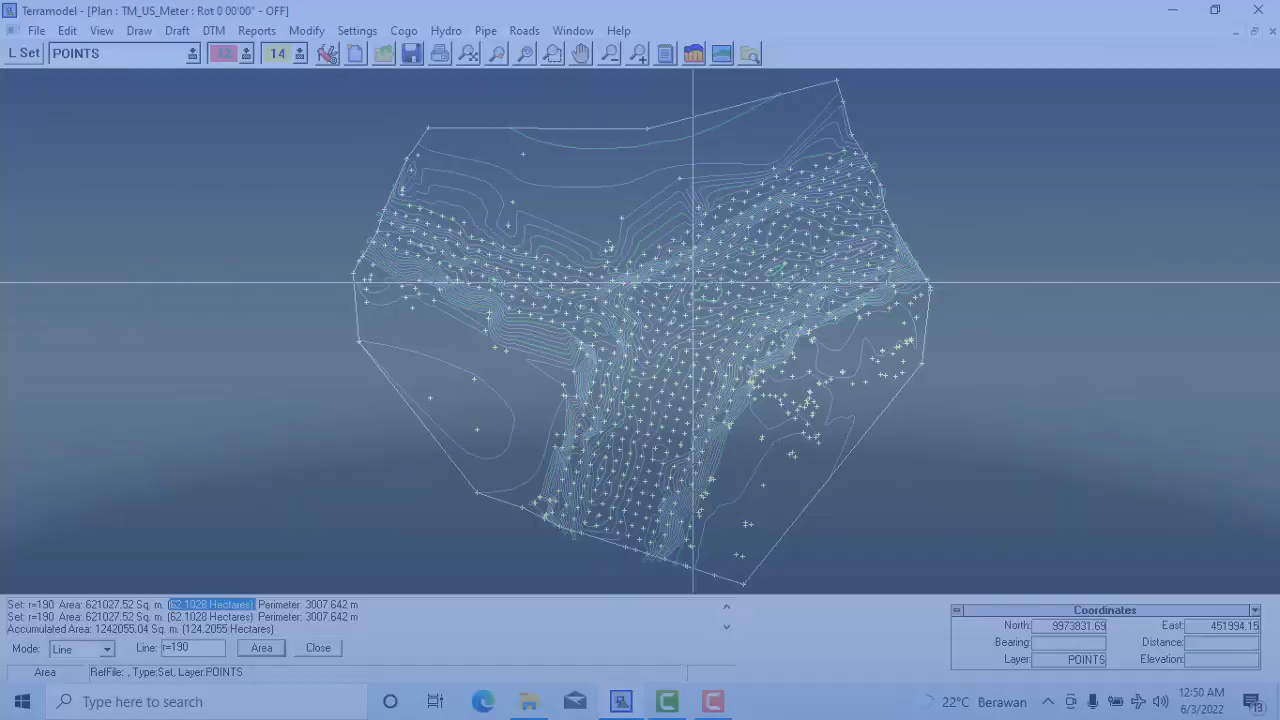 Terramodel - [Plan : TM_US_Meter : Rot 0 00'00" - OFF]
File Edit View Draw Draft DTM Reports Modify Settings Cogo Hydro Pipe Roads Window Help
L Set POINTS 12 14
Set: r=190 Area: 621027.52 Sq. m. (62.1028 Hectares) Perimeter: 3007.642 m
Set: r=190 Area: 621027.52 Sq. m. (62.1028 Hectares) Perimeter: 3007.642 m
Accumulated Area: 1242055.04 Sq. m. (124.2055 Hectares)
Mode: Line Line: r=190 Area Close
Area RefFile: , Type:Sel, Layer:POINTS
Coordinates
North: 9973831.69 East: 451994.15
Bearing: Distance:
Layer: POINTS Elevation:
Type here to search
22°C Berawan
12:50 AM
6/3/2022
13